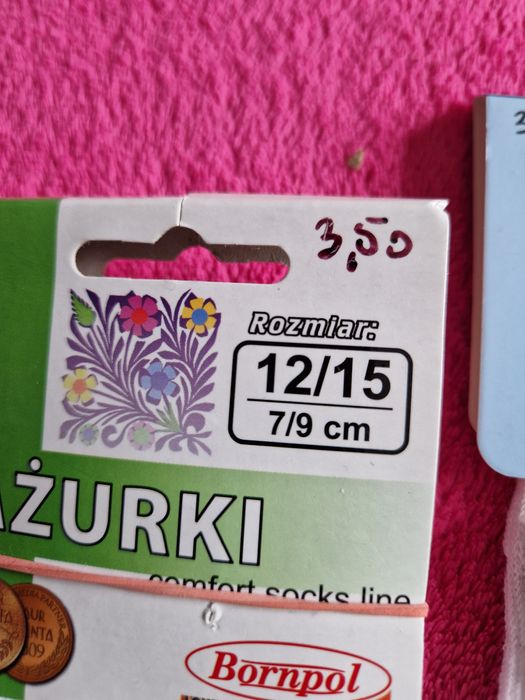 3,50
Rozmiar:
12/15
7/9 cm
AŻURKI
comfort socks line
Bornpol